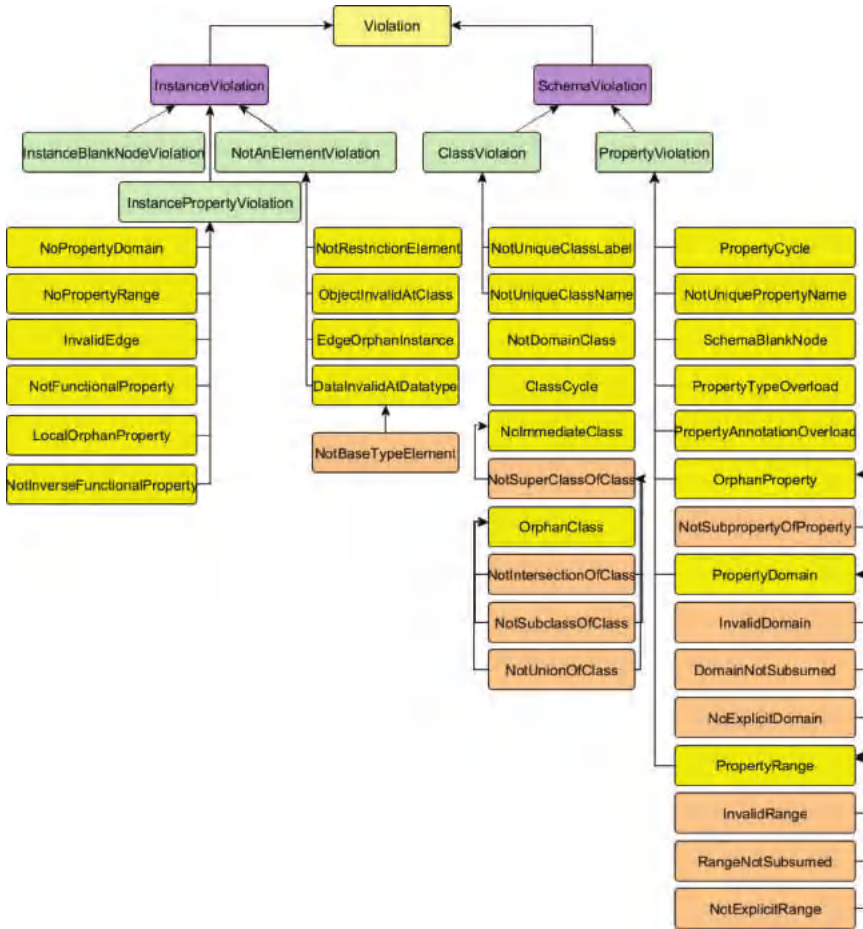 Violation
InstanceViolation
SchemaViolation
InstanceBlankNodeViolation
NotAnElementViolation
ClassViolaion
PropertyViolation
InstancePropertyViolation
NoPropertyDomain
NotRestrictionElement
NotUniqueClassLabel
PropertyCycle
NoPropertyRange
ObjectInvalidAtClass
NotUniqueClassName
NotUniquePropertyName
InvalidEdge
EdgeOrphanInstance
NotDomainClass
SchemaBlankNode
NotFunctionalProperty
DataInvalidAtDatatype
ClassCycle
PropertyTypeOverload
LocalOrphanProperty
NotBaseTypeElement
NoImmediateClass
PropertyAnnotationOverload
NotInverseFunctionalProperty
NotSuperClassOfClass
OrphanProperty
OrphanClass
NotSubpropertyOfProperty
NotIntersectionOfClass
PropertyDomain
NotSubclassOfClass
InvalidDomain
NotUnionOfClass
DomainNotSubsumed
NoExplicitDomain
PropertyRange
InvalidRange
RangeNotSubsumed
NotExplicitRange